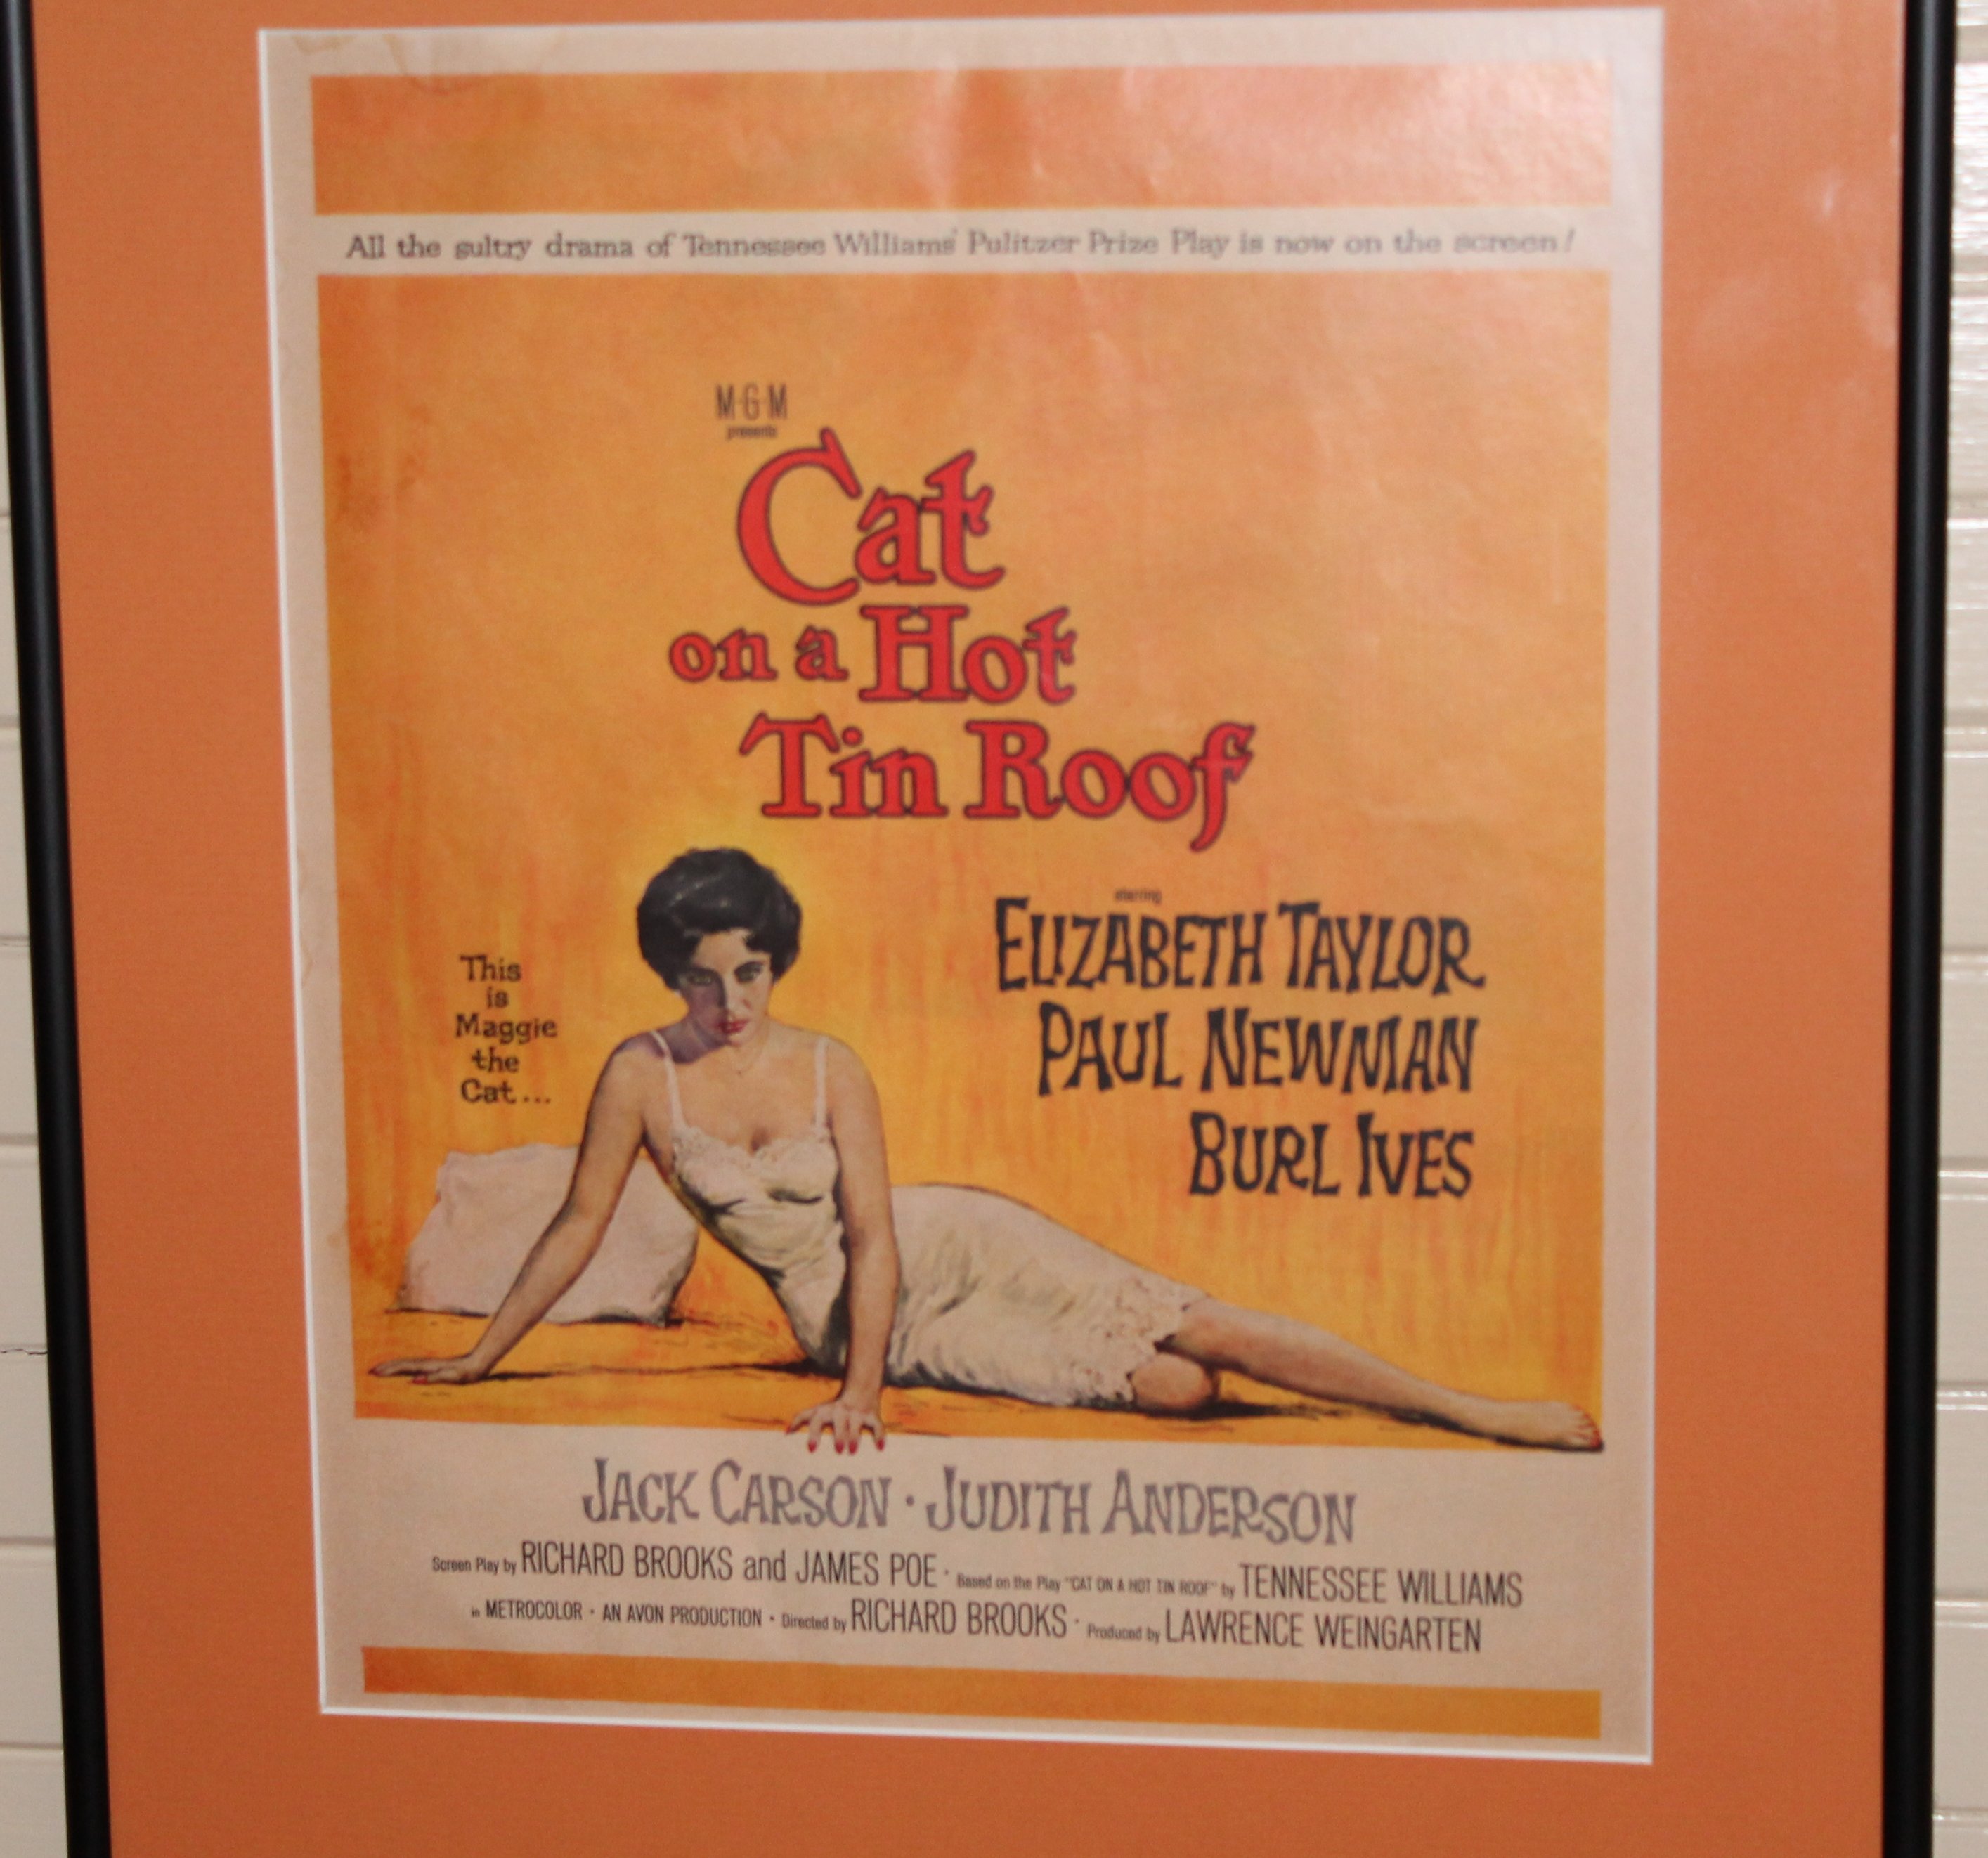 All the sultry drama of Tennessee Williams' Pulitzer Prize Play is now on the screen!
M-G-M
presents
Cat
on a Hot
Tin Roof
starring
ELIZABETH TAYLOR
PAUL NEWMAN
BURL IVES
This
is
Maggie
the
Cat...
JACK CARSON · JUDITH ANDERSON
Screen Play by RICHARD BROOKS and JAMES POE · Based on the Play "CAT ON A HOT TIN ROOF" by TENNESSEE WILLIAMS
in METROCOLOR · AN AVON PRODUCTION · Directed by RICHARD BROOKS · Produced by LAWRENCE WEINGARTEN